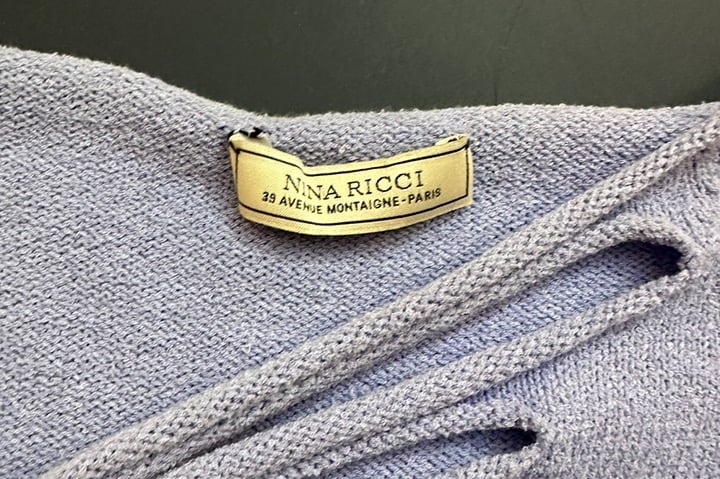 NINA RICCI
39 AVENUE MONTAIGNE-PARIS